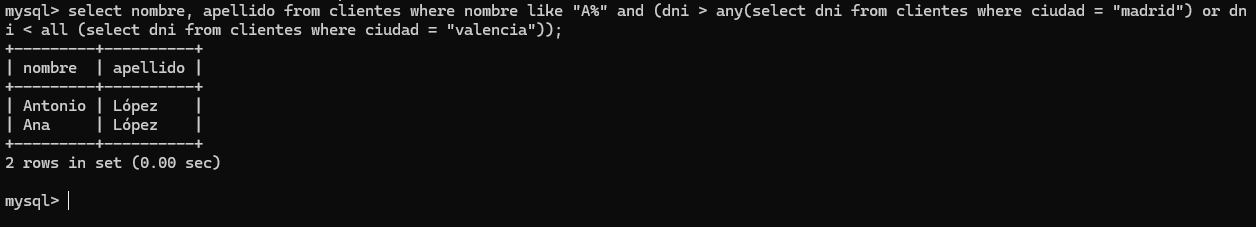 mysql> select nombre, apellido from clientes where nombre like "A%" and (dni > any(select dni from clientes where ciudad = "madrid") or dn
i < all (select dni from clientes where ciudad = "valencia"));
+---------+----------+
| nombre  | apellido |
+---------+----------+
| Antonio | López    |
| Ana     | López    |
+---------+----------+
2 rows in set (0.00 sec)
mysql>